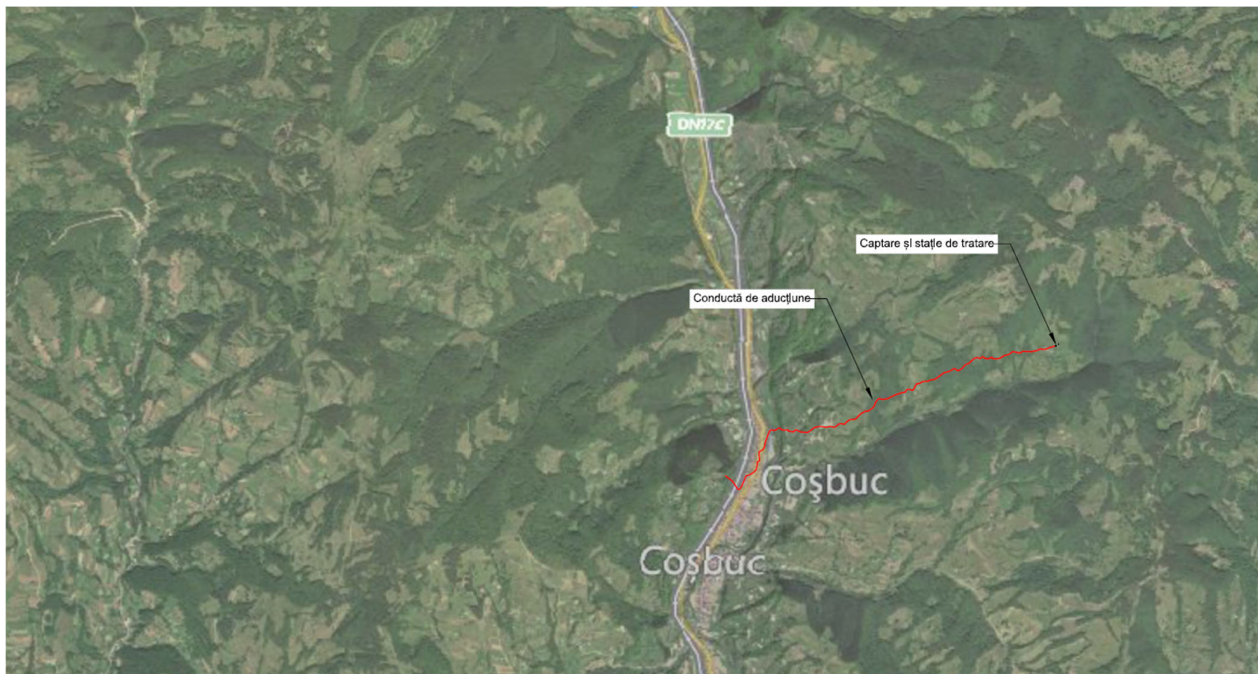 DN17C
Captare și stație de tratare
Conductă de aducțiune
Coşbuc
Coşbuc